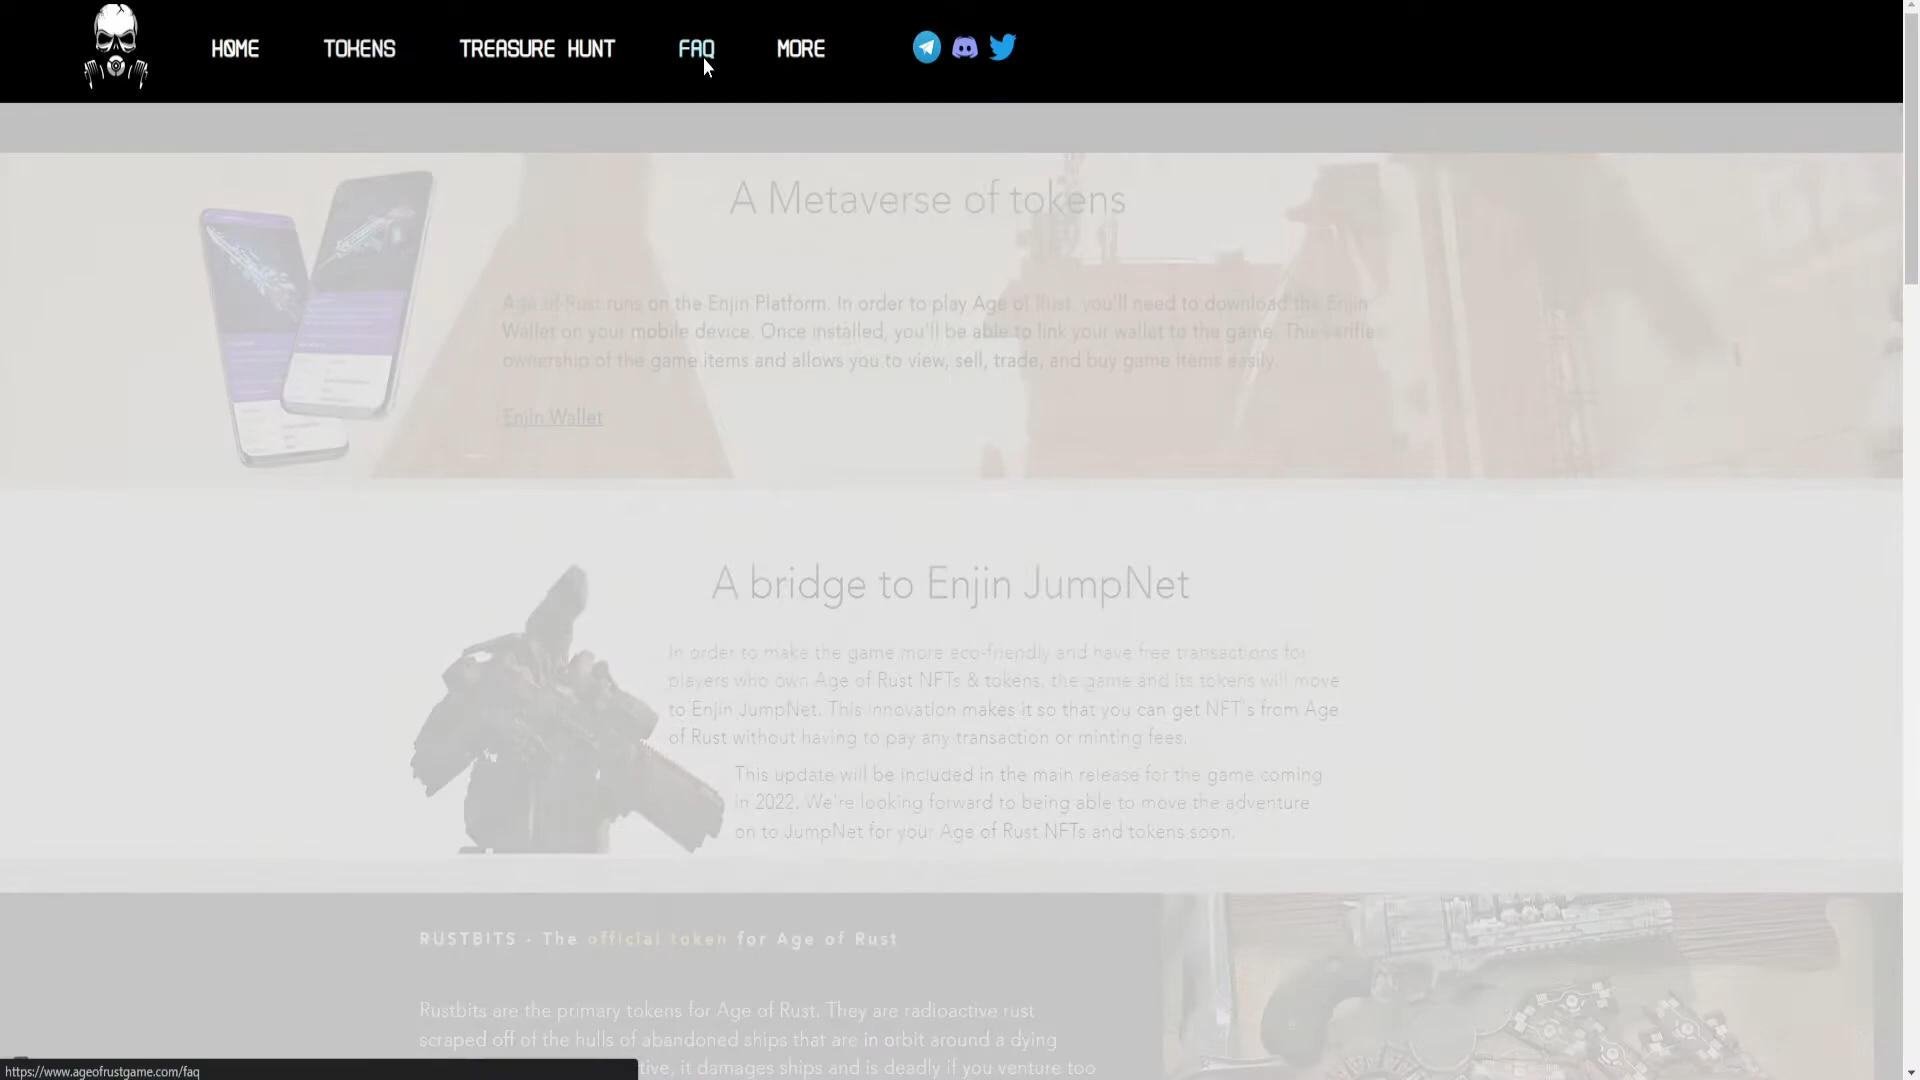 HOME TOKENS TREASURE HUNT FAQ MORE
A Metaverse of tokens
Age of Rust runs on the Enjin Platform. In order to play Age of Rust, you'll need to download the Enjin
Wallet on your mobile device. Once installed, you'll be able to link your wallet to the game. This verifies
ownership of the game items and allows you to view, sell, trade, and buy game items easily.
Enjin Wallet
A bridge to Enjin JumpNet
In order to make the game more eco-friendly and have free transactions for
players who own Age of Rust NFTs & tokens, the game and its tokens will move
to Enjin JumpNet. This innovation makes it so that you can get NFT's from Age
of Rust without having to pay any transaction or minting fees.
This update will be included in the main release for the game coming
in 2022. We're looking forward to being able to move the adventure
on to JumpNet for your Age of Rust NFTs and tokens soon.
RUSTBITS - The official token for Age of Rust
Rustbits are the primary tokens for Age of Rust. They are radioactive rust
scraped off of the hulls of abandoned ships that are in orbit around a dying
tive, it damages ships and is deadly if you venture too
https://www.ageofrustgame.com/faq